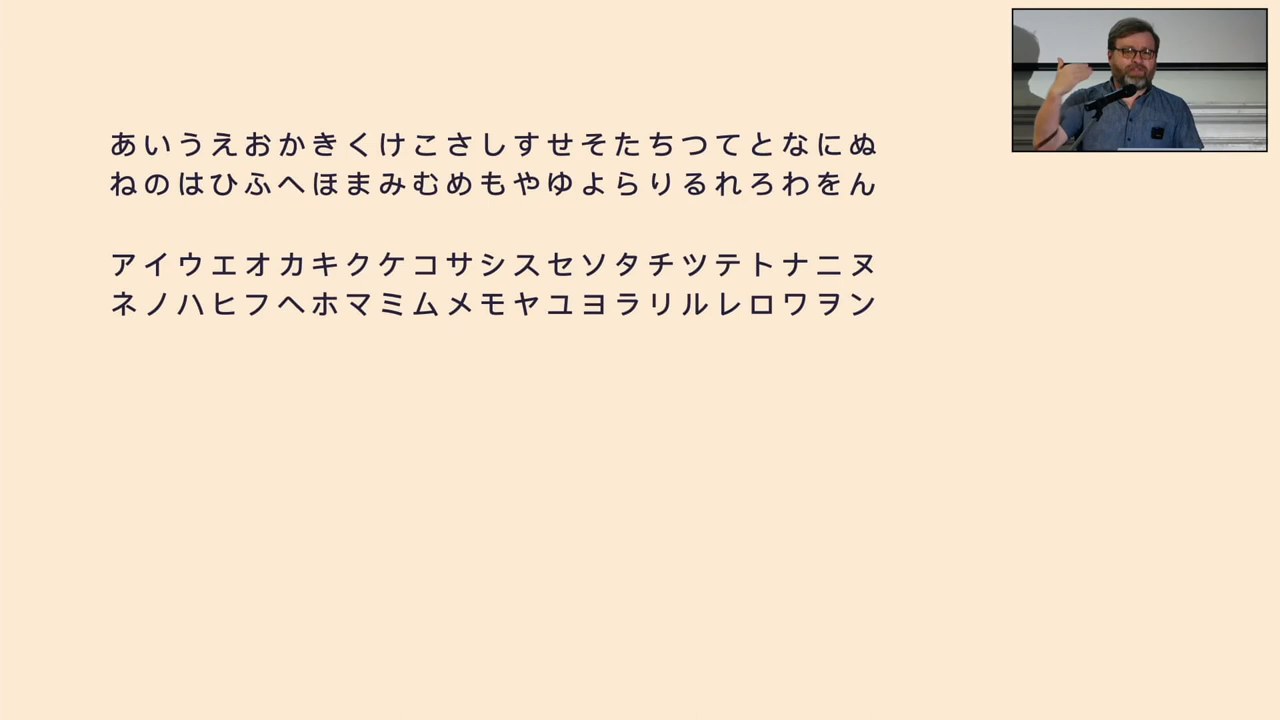 あいうえおかきくけこさしすせそたちつてとなにぬ
ねのはひふへほまみむめもやゆよらりるれろわをん
アイウエオカキクケコサシスセソタチツテトナニヌ
ネノハヒフヘホマミムメモヤユヨラリルレロワヲン